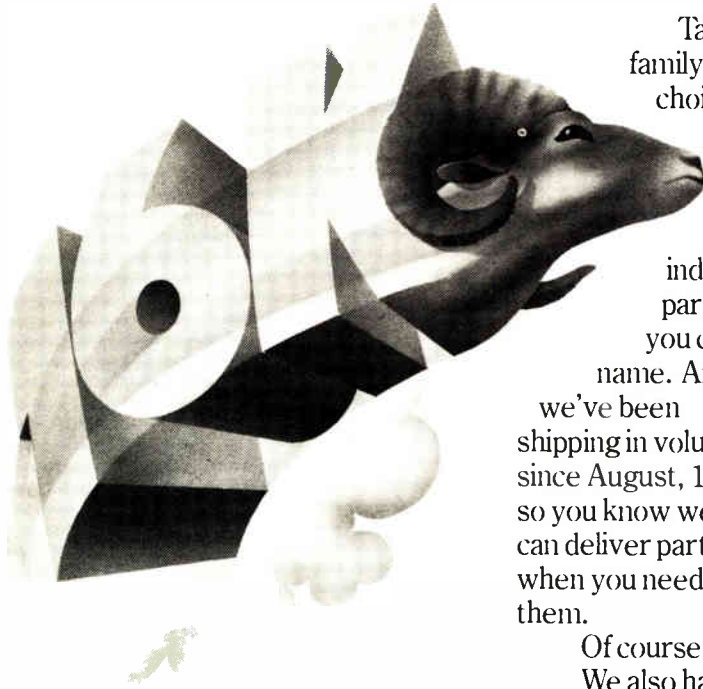 Ta
family
choi
ind
par
you c
name. A
we've been
shipping in volu
since August, 1
so you know we
can deliver part
when you need
them.
Of course
We also ha